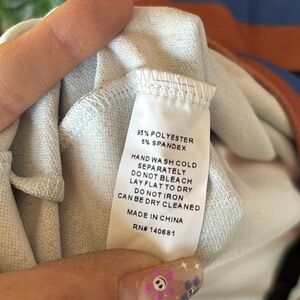 95% POLYESTER
5% SPANDEX
HAND WASH COLD
SEPARATELY
DO NOT BLEACH
LAY FLAT TO DRY
DO NOT IRON
CAN BE DRY CLEANED
MADE IN CHINA
RN# 140681